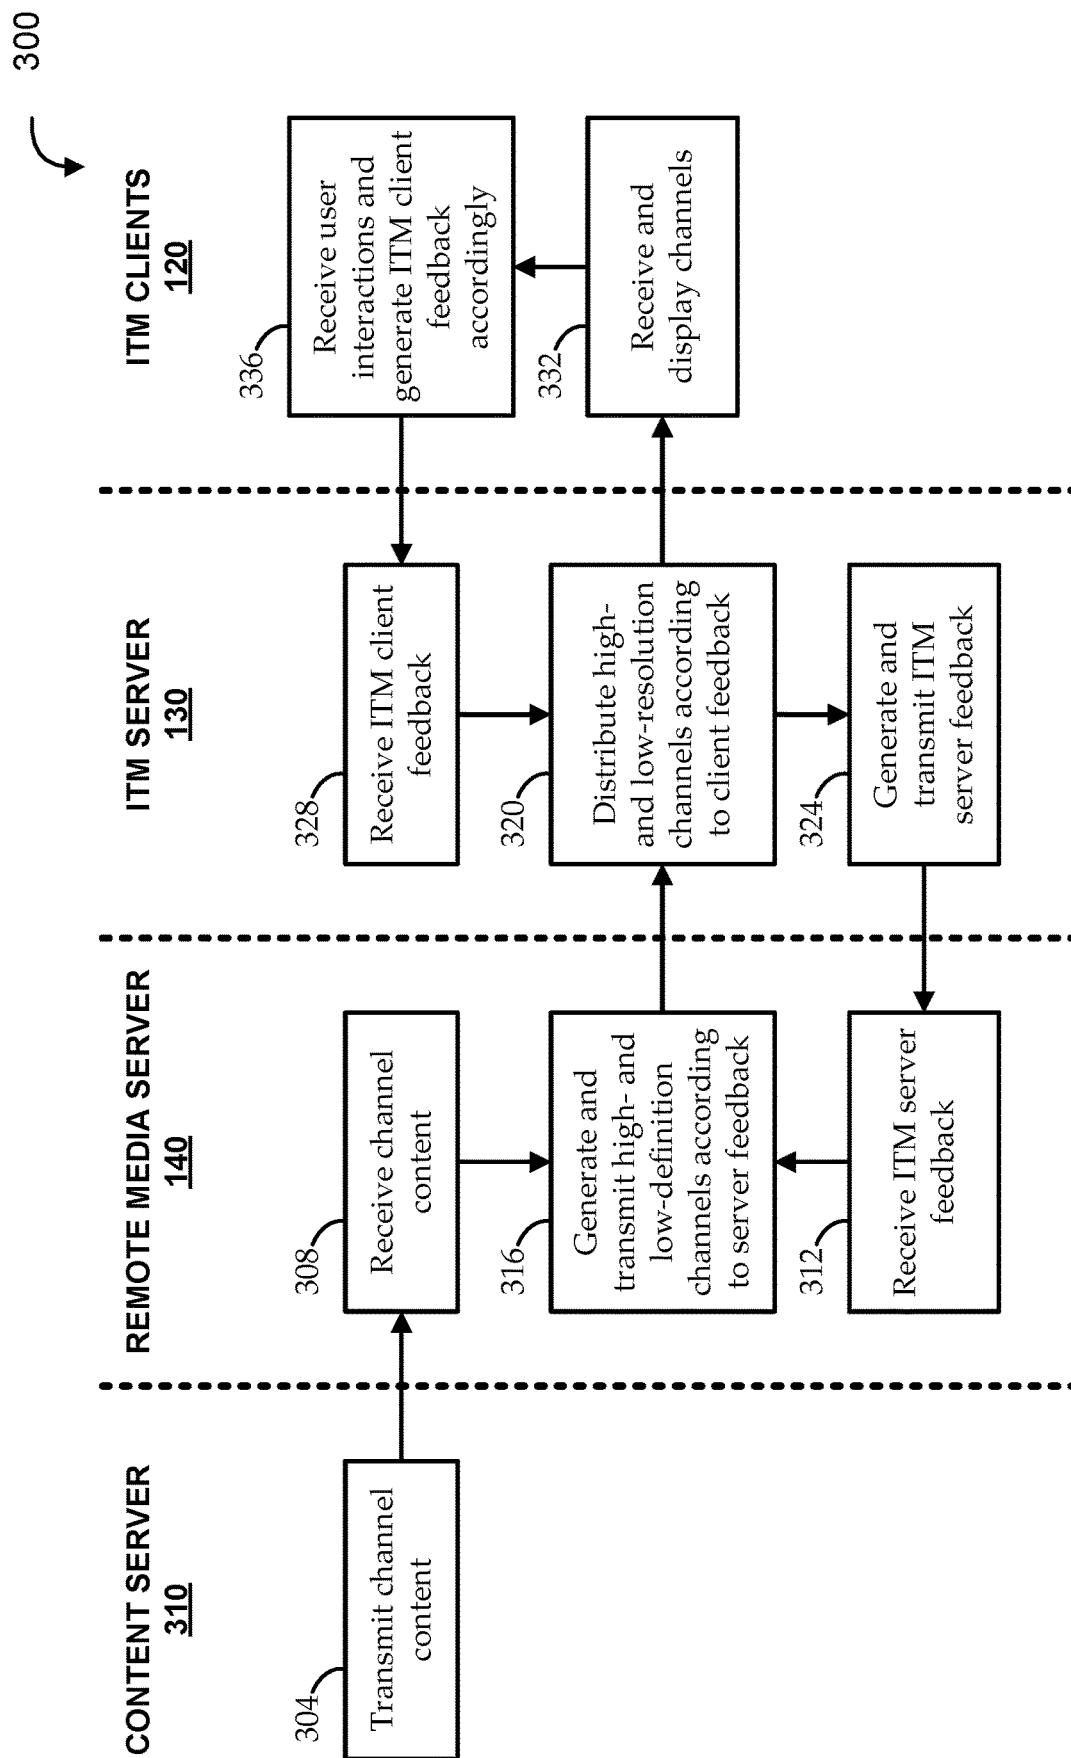 300
CONTENT SERVER
310
REMOTE MEDIA SERVER
140
ITM SERVER
130
ITM CLIENTS
120
304
Transmit channel
content
308
Receive channel
content
316
Generate and
transmit high- and
low-definition
channels according
to server feedback
312
Receive ITM server
feedback
328
Receive ITM client
feedback
320
Distribute high-
and low-resolution
channels according
to client feedback
324
Generate and
transmit ITM
server feedback
336
Receive user
interactions and
generate ITM client
feedback
accordingly
332
Receive and
display channels